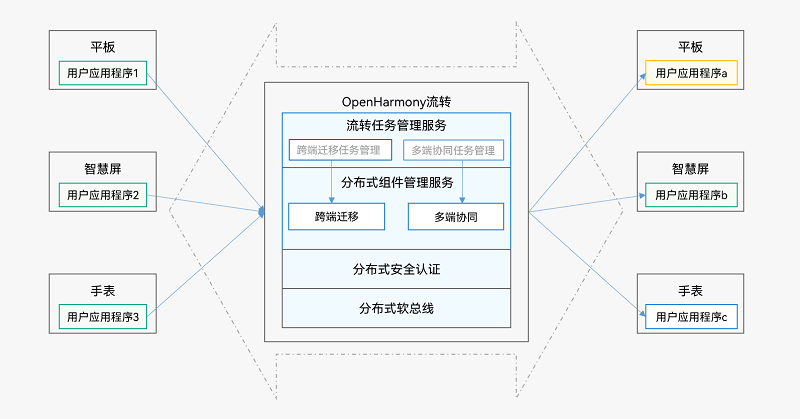 平板
用户应用程序1
智慧屏
用户应用程序2
手表
用户应用程序3
OpenHarmony流转
流转任务管理服务
跨端迁移任务管理
多端协同任务管理
分布式组件管理服务
跨端迁移
多端协同
分布式安全认证
分布式软总线
平板
用户应用程序a
智慧屏
用户应用程序b
手表
用户应用程序c